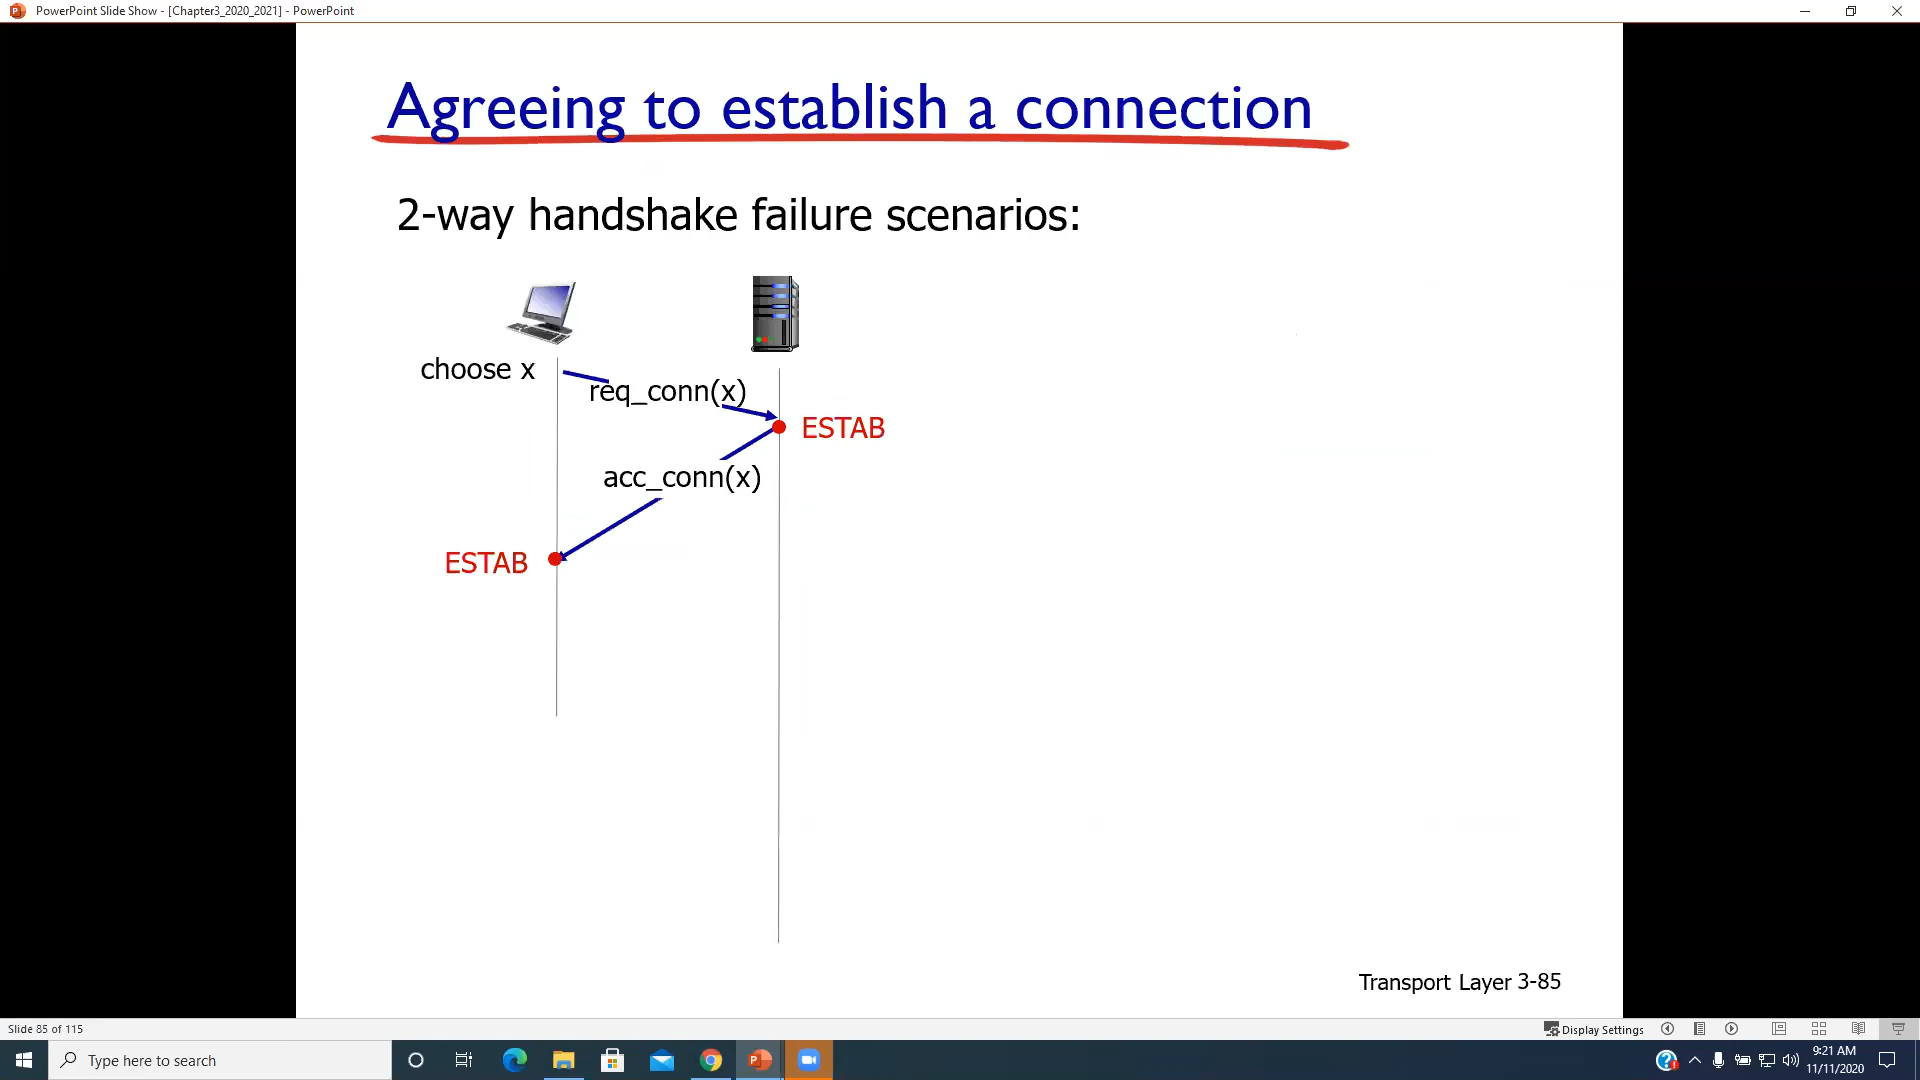 PowerPoint Slide Show - [Chapter3_2020_2021] - PowerPoint
Agreeing to establish a connection
2-way handshake failure scenarios:
choose x
req_conn(x)
ESTAB
acc_conn(x)
ESTAB
Transport Layer 3-85
Slide 85 of 115
Display Settings
Type here to search
9:21 AM
11/11/2020